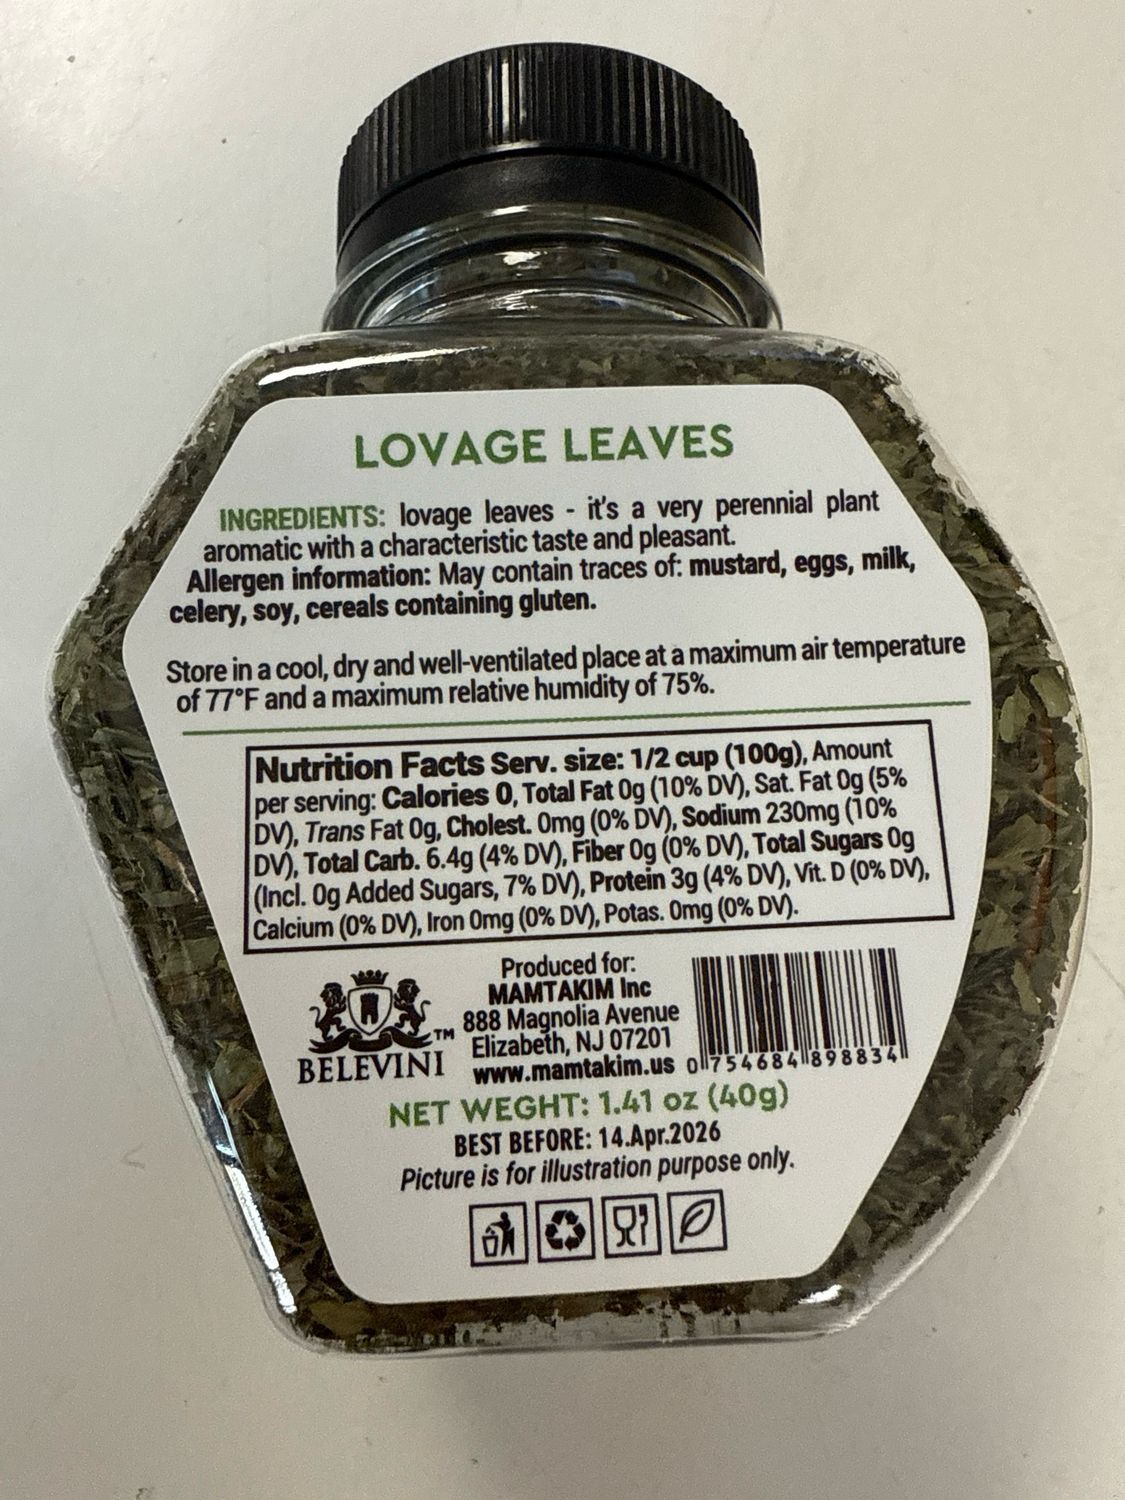 LOVAGE LEAVES
INGREDIENTS: lovage leaves - it's a very perennial plant
aromatic with a characteristic taste and pleasant.
Allergen information: May contain traces of: mustard, eggs, milk,
celery, soy, cereals containing gluten.
Store in a cool, dry and well-ventilated place at a maximum air temperature
of 77°F and a maximum relative humidity of 75%.
Nutrition Facts Serv. size: 1/2 cup (100g), Amount
per serving: Calories 0, Total Fat 0g (10% DV), Sat. Fat 0g (5%
DV), Trans Fat 0g, Cholest. 0mg (0% DV), Sodium 230mg (10%
DV), Total Carb. 6.4g (4% DV), Fiber 0g (0% DV), Total Sugars 0g
(Incl. 0g Added Sugars, 7% DV), Protein 3g (4% DV), Vit. D (0% DV),
Calcium (0% DV), Iron 0mg (0% DV), Potas. 0mg (0% DV).
BELEVINI™
Produced for:
MAMTAKIM Inc
888 Magnolia Avenue
Elizabeth, NJ 07201
www.mamtakim.us
0 754684 898834
NET WEGHT: 1.41 oz (40g)
BEST BEFORE: 14.Apr.2026
Picture is for illustration purpose only.